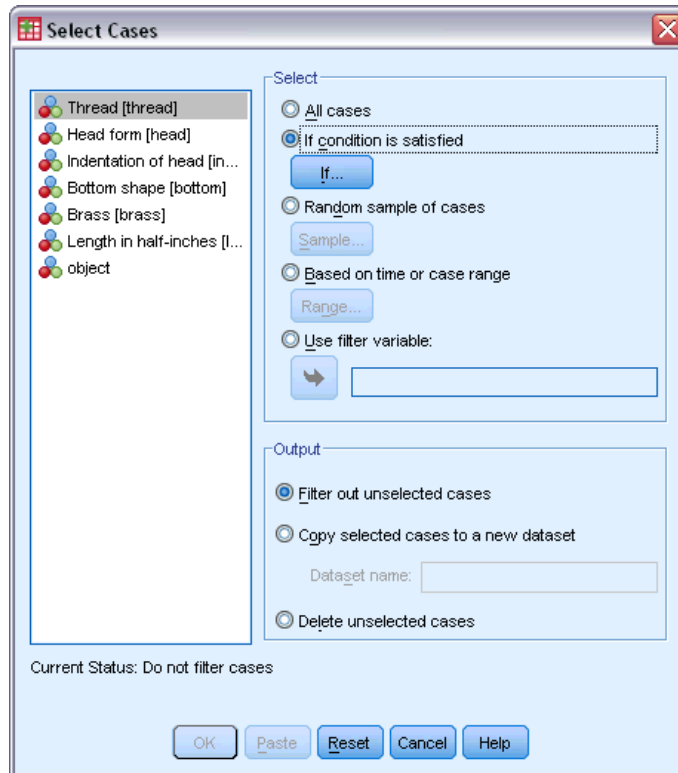 Select Cases
Thread [thread]
Head form [head]
Indentation of head [in...
Bottom shape [bottom]
Brass [brass]
Length in half-inches [l...
object
Select
All cases
If condition is satisfied
If...
Random sample of cases
Sample...
Based on time or case range
Range...
Use filter variable:
Output
Filter out unselected cases
Copy selected cases to a new dataset
Dataset name:
Delete unselected cases
Current Status: Do not filter cases
OK Paste Reset Cancel Help